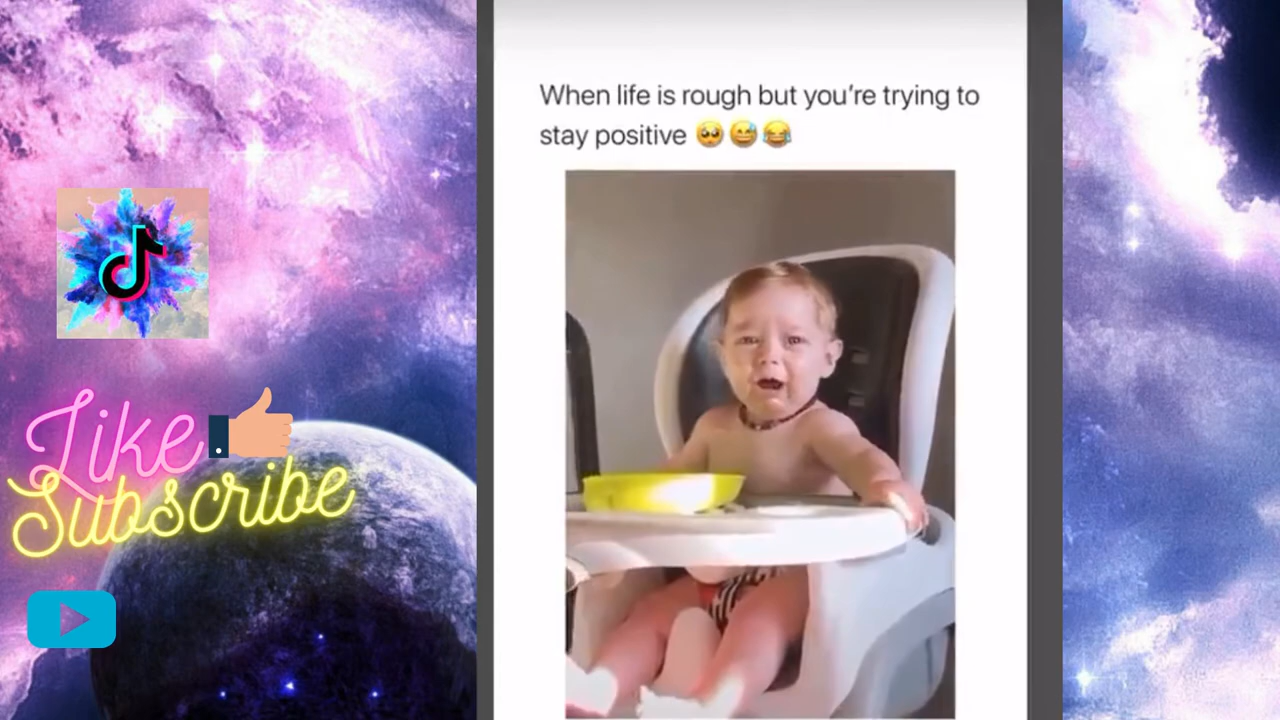 When life is rough but you're trying to
stay positive 🥺😅😂
Like
Subscribe